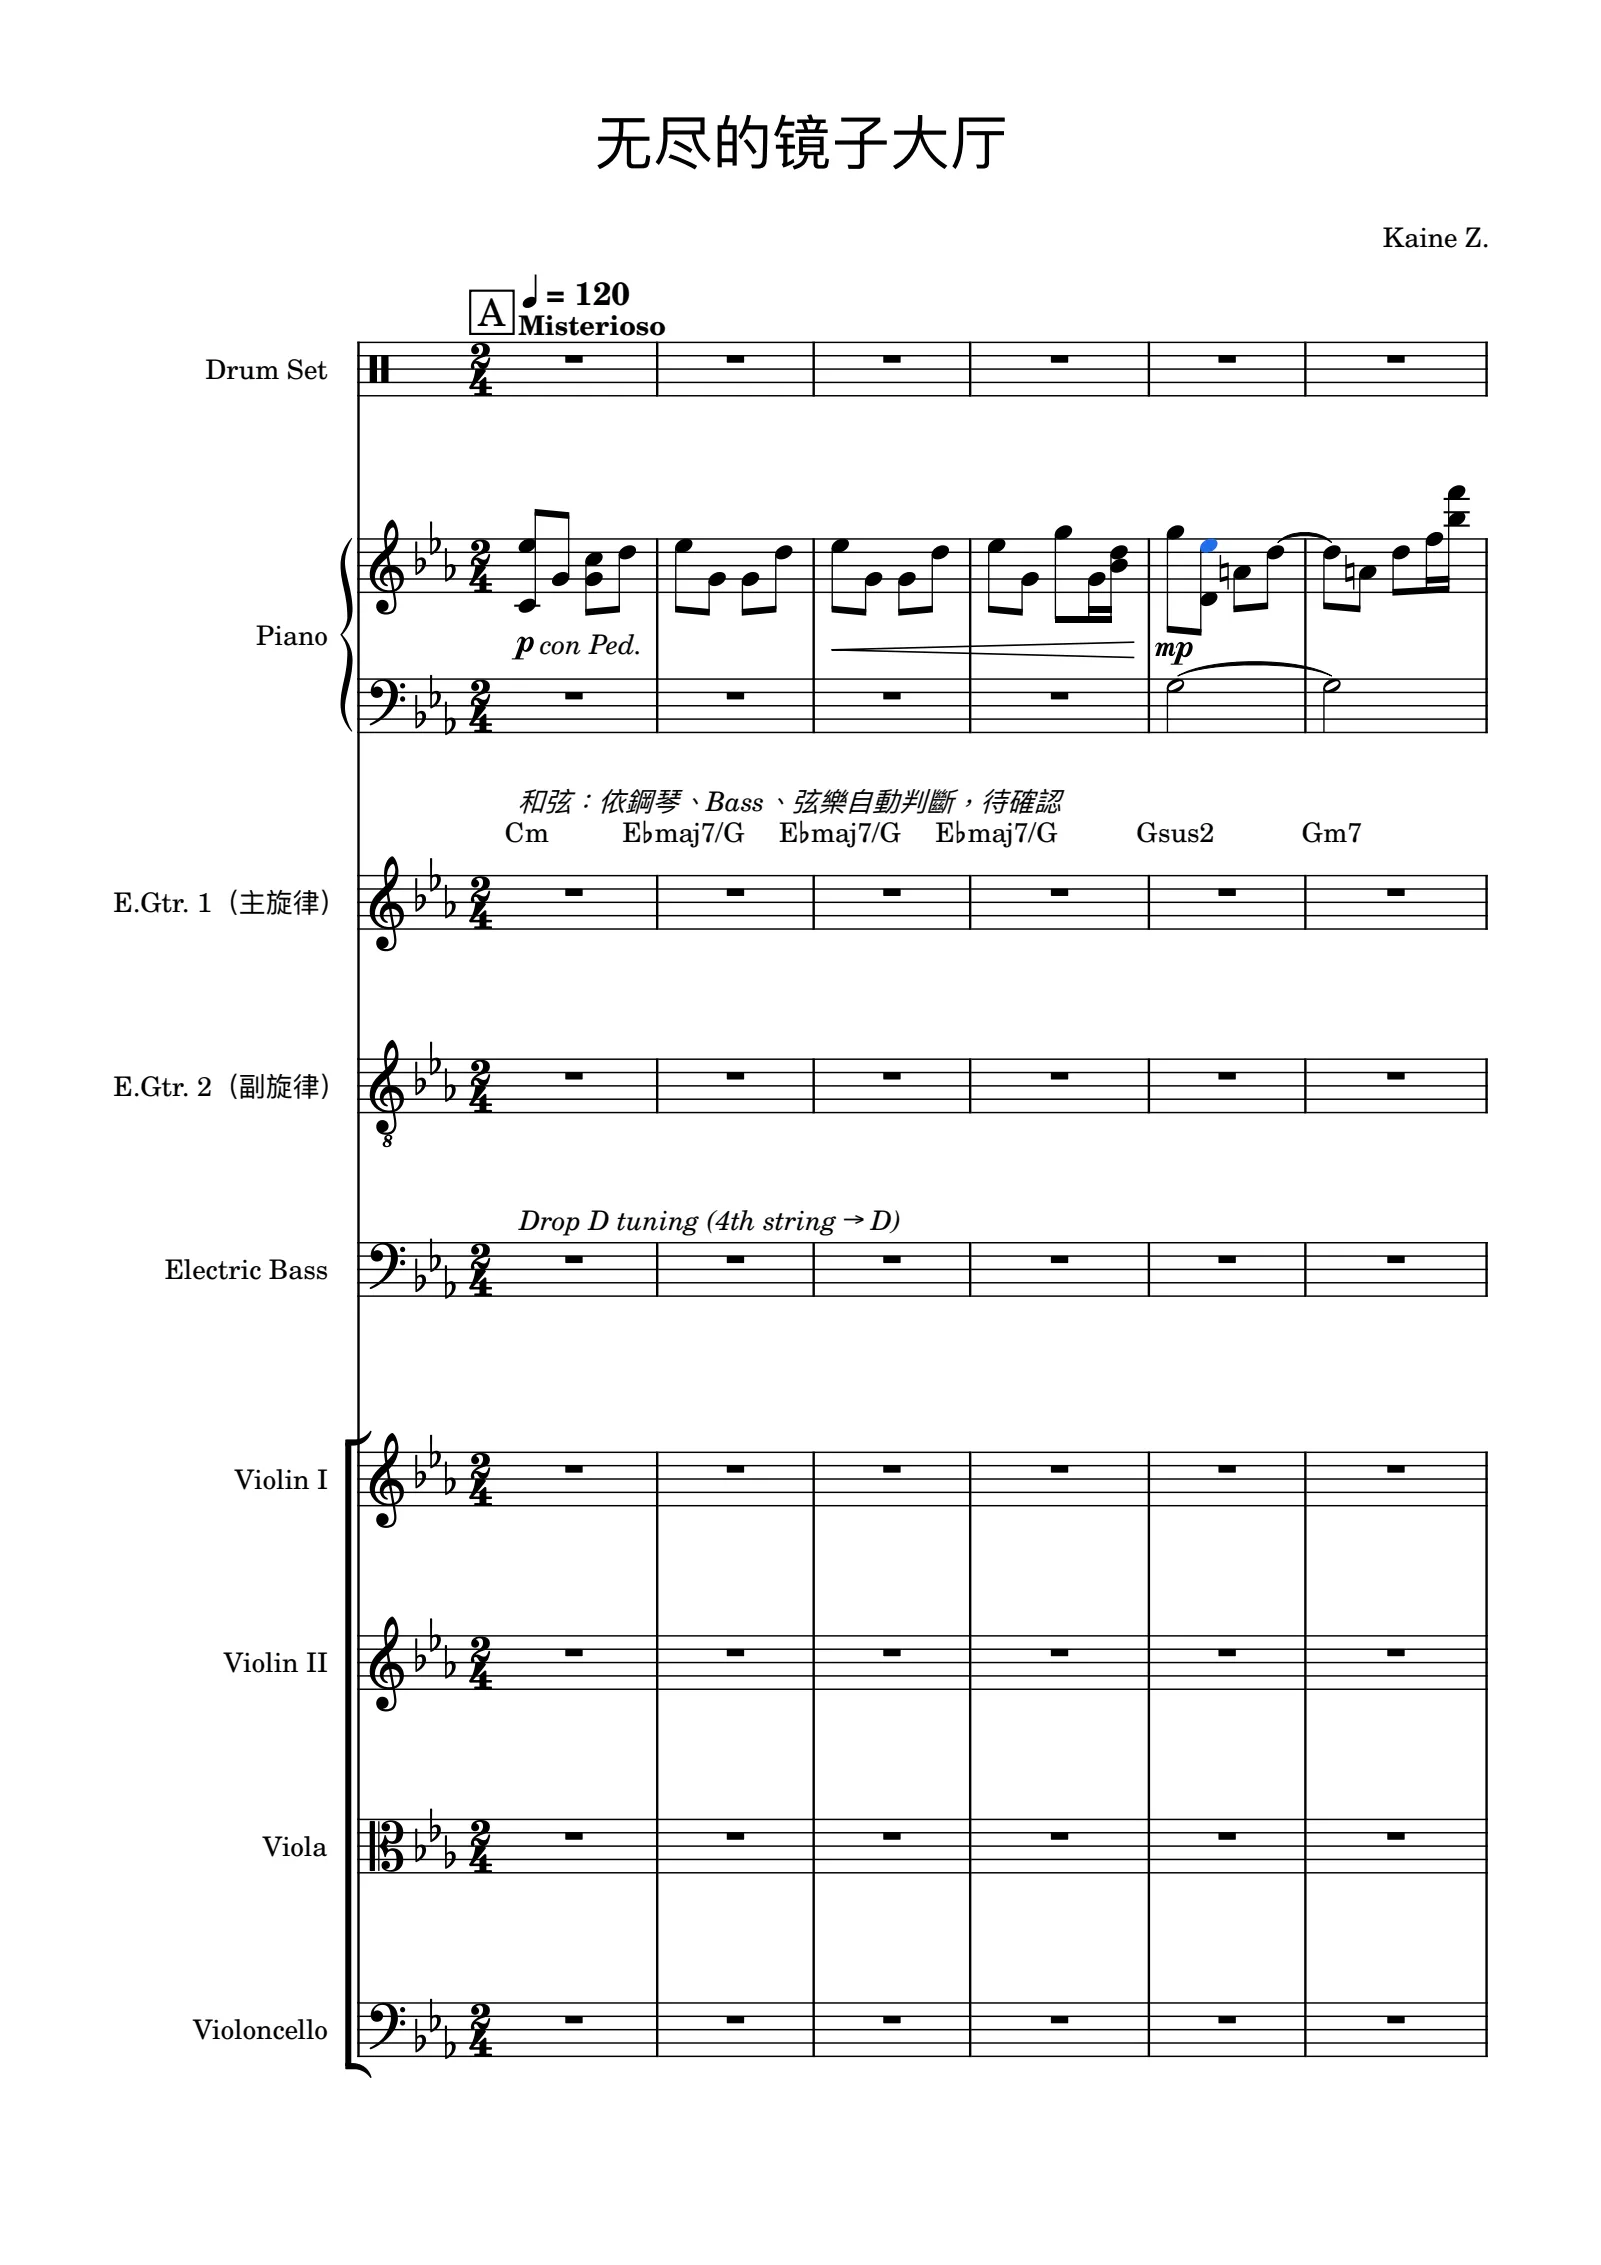 无尽的镜子大厅
Kaine Z.
A
♩ = 120
Misterioso
Drum Set
Piano
p con Ped.
mp
和弦：依鋼琴、Bass、弦樂自動判斷，待確認
Cm E♭maj7/G E♭maj7/G E♭maj7/G Gsus2 Gm7
E.Gtr. 1（主旋律）
E.Gtr. 2（副旋律）
8
Drop D tuning (4th string → D)
Electric Bass
Violin I
Violin II
Viola
Violoncello